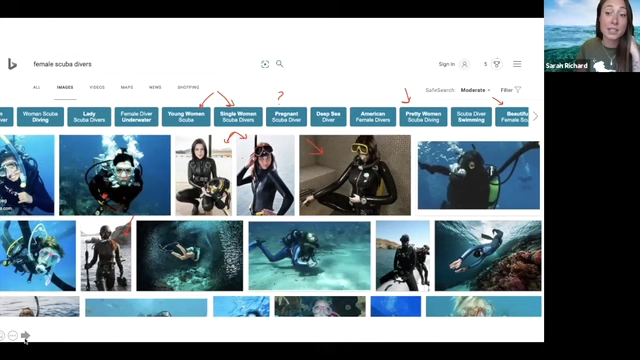 female scuba divers
Sign in
1
ALL IMAGES VIDEOS MAPS NEWS SHOPPING
SafeSearch: Moderate Filter
Woman Scuba Diving
Lady Scuba Divers
Female Diver Underwater
Young Women Scuba
Single Women Scuba Divers
?
Pregnant Scuba Diver
Deep Sea Diver
American Female Divers
Pretty Women Scuba Diving
Scuba Diver Swimming
Beautiful
Female Sc
Sarah Richard